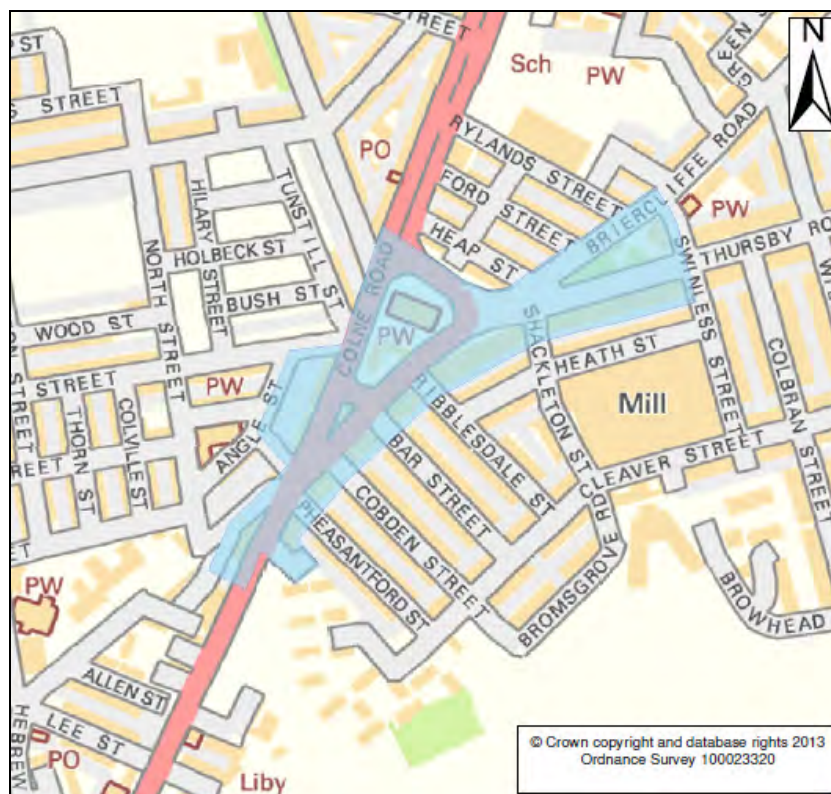 STREET
N
Sch
PW
GREEN S
P ST
S STREET
RYLANDS STREET
PO
FORD STREET
BRIERCLIFFE ROAD
PW
HILARY STREET
TUNSTILL ST
HEAP ST
NORTH STREET
HOLBECK ST
THURSBY RO
SWINLESS STREET
BUSH ST
COLNE ROAD
PW
WOOD ST
SHACKLETON ST
HEATH ST
COLBRAN STREET
STREET
PW
ANGLE ST
RIBBLESDALE ST
Mill
THORN ST
COLVILLE ST
BAR STREET
CLEAVER STREET
REET
COBDEN STREET
PHEASANTFORD ST
BROMSGROVE RD
PW
BROWHEAD
ALLEN ST
HEBREW
LEE ST
PO
Liby
© Crown copyright and database rights 2013
Ordnance Survey 100023320